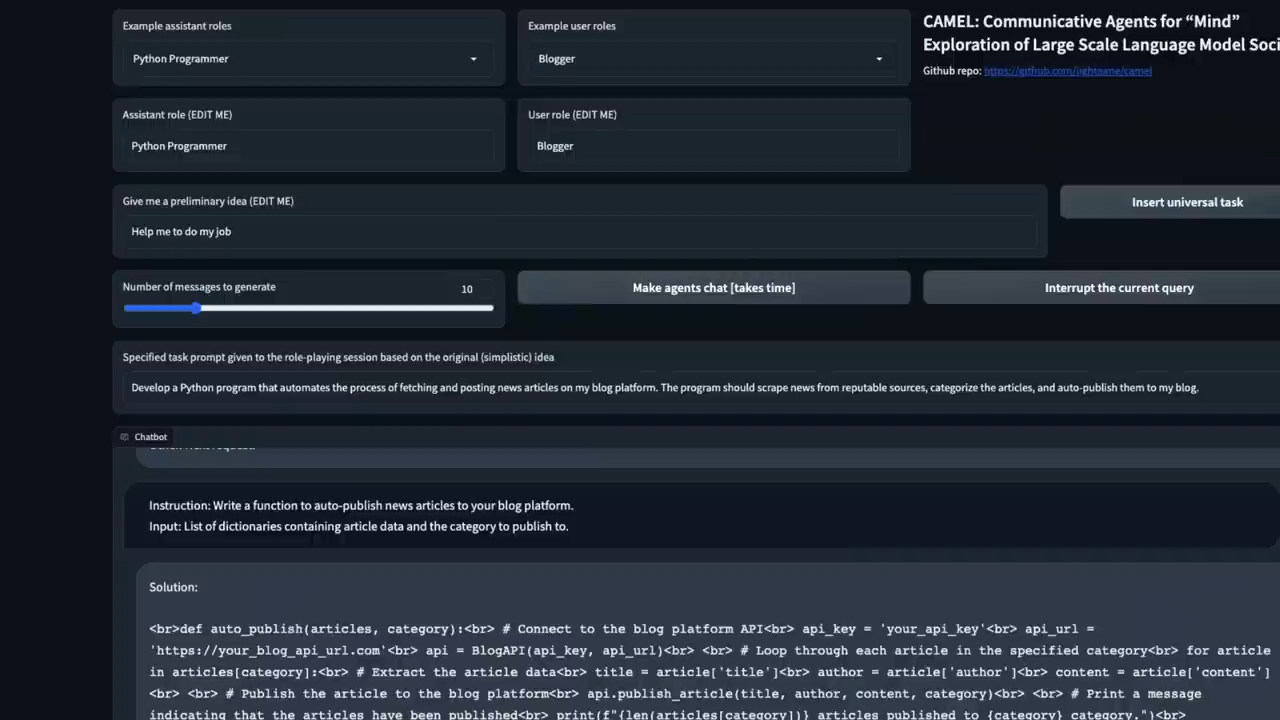 Example assistant roles
Python Programmer
Example user roles
Blogger
CAMEL: Communicative Agents for “Mind”
Exploration of Large Scale Language Model Soci
Github repo: https://github.com/lightaime/camel
Assistant role (EDIT ME)
Python Programmer
User role (EDIT ME)
Blogger
Give me a preliminary idea (EDIT ME)
Help me to do my job
Insert universal task
Number of messages to generate
10
Make agents chat [takes time]
Interrupt the current query
Specified task prompt given to the role-playing session based on the original (simplistic) idea
Develop a Python program that automates the process of fetching and posting news articles on my blog platform. The program should scrape news from reputable sources, categorize the articles, and auto-publish them to my blog.
Chatbot
Instruction: Write a function to auto-publish news articles to your blog platform.
Input: List of dictionaries containing article data and the category to publish to.
Solution:
<br>def auto_publish(articles, category):<br> # Connect to the blog platform API<br> api_key = 'your_api_key'<br> api_url =
'https://your_blog_api_url.com'<br> api = BlogAPI(api_key, api_url)<br> <br> # Loop through each article in the specified category<br> for article
in articles[category]:<br> # Extract the article data<br> title = article['title']<br> author = article['author']<br> content = article['content']
<br> <br> # Publish the article to the blog platform<br> api.publish_article(title, author, content, category)<br> <br> # Print a message
indicating that the articles have been published<br> print(f"{len(articles[category])} articles published to {category} category.")<br>